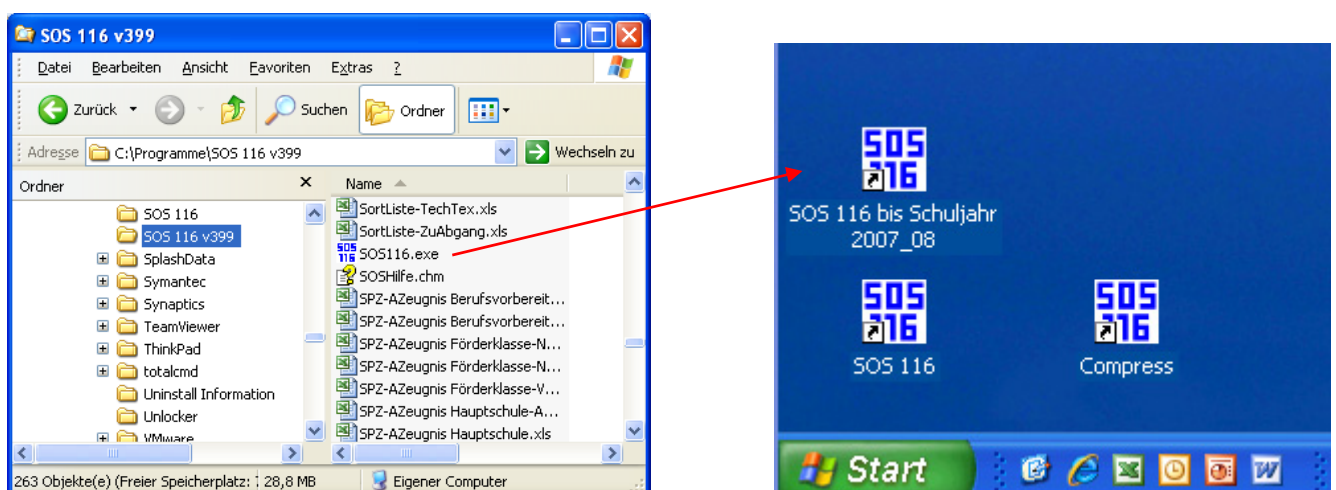 SOS 116 v399
Datei Bearbeiten Ansicht Favoriten Extras ?
Zurück Suchen Ordner
Adresse C:\Programme\SOS 116 v399 Wechseln zu
Ordner X Name
SOS 116
SOS 116 v399
SplashData
Symantec
Synaptics
TeamViewer
ThinkPad
totalcmd
Uninstall Information
Unlocker
VMware
SortListe-TechTex.xls
SortListe-ZuAbgang.xls
SOS116.exe
SOSHilfe.chm
SPZ-AZeugnis Berufsvorbereit...
SPZ-AZeugnis Berufsvorbereit...
SPZ-AZeugnis Förderklasse-N...
SPZ-AZeugnis Förderklasse-N...
SPZ-AZeugnis Förderklasse-V...
SPZ-AZeugnis Hauptschule-A...
SPZ-AZeugnis Hauptschule.xls
263 Objekte(e) (Freier Speicherplatz: 28,8 MB Eigener Computer
SOS
116
SOS 116 bis Schuljahr
2007_08
SOS
116
SOS 116
SOS
116
Compress
Start